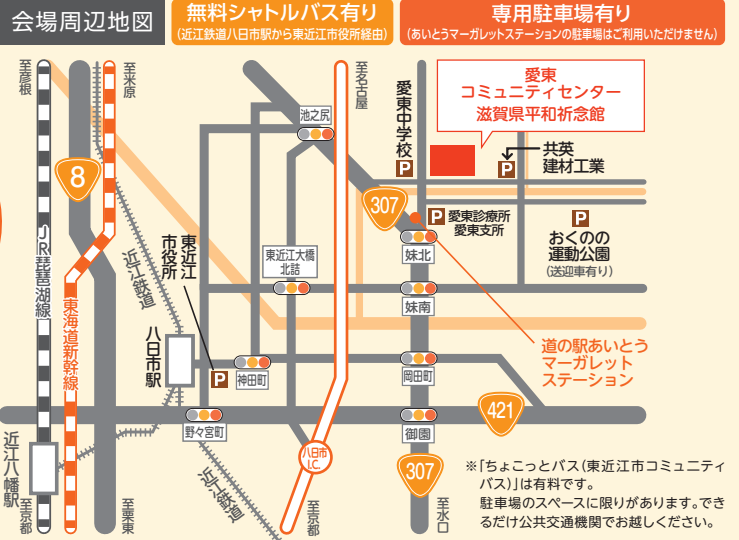 会場周辺地図
無料シャトルバス有り
(近江鉄道八日市駅から東近江市役所経由)
専用駐車場有り
(あいとうマーガレットステーションの駐車場はご利用いただけません)
至彦根
至米原
至名古屋
愛東
コミュニティセンター
滋賀県平和祈念館
池之尻
愛東中学校
P
P
共英
建材工業
8
307
P
愛東診療所
愛東支所
P
おくのの
運動公園
(送迎車有り)
JR琵琶湖線
東海道新幹線
近江鉄道
東近江
市役所
東近江大橋
北詰
妹北
妹南
八日市駅
P
神田町
岡田町
道の駅あいとう
マーガレット
ステーション
421
野々宮町
御園
近江八幡駅
八日市
I.C.
307
近江鉄道
至京都
至栗東
至京都
至水口
※「ちょこっとバス(東近江市コミュニティ
バス)」は有料です。
駐車場のスペースに限りがあります。でき
るだけ公共交通機関でお越しください。